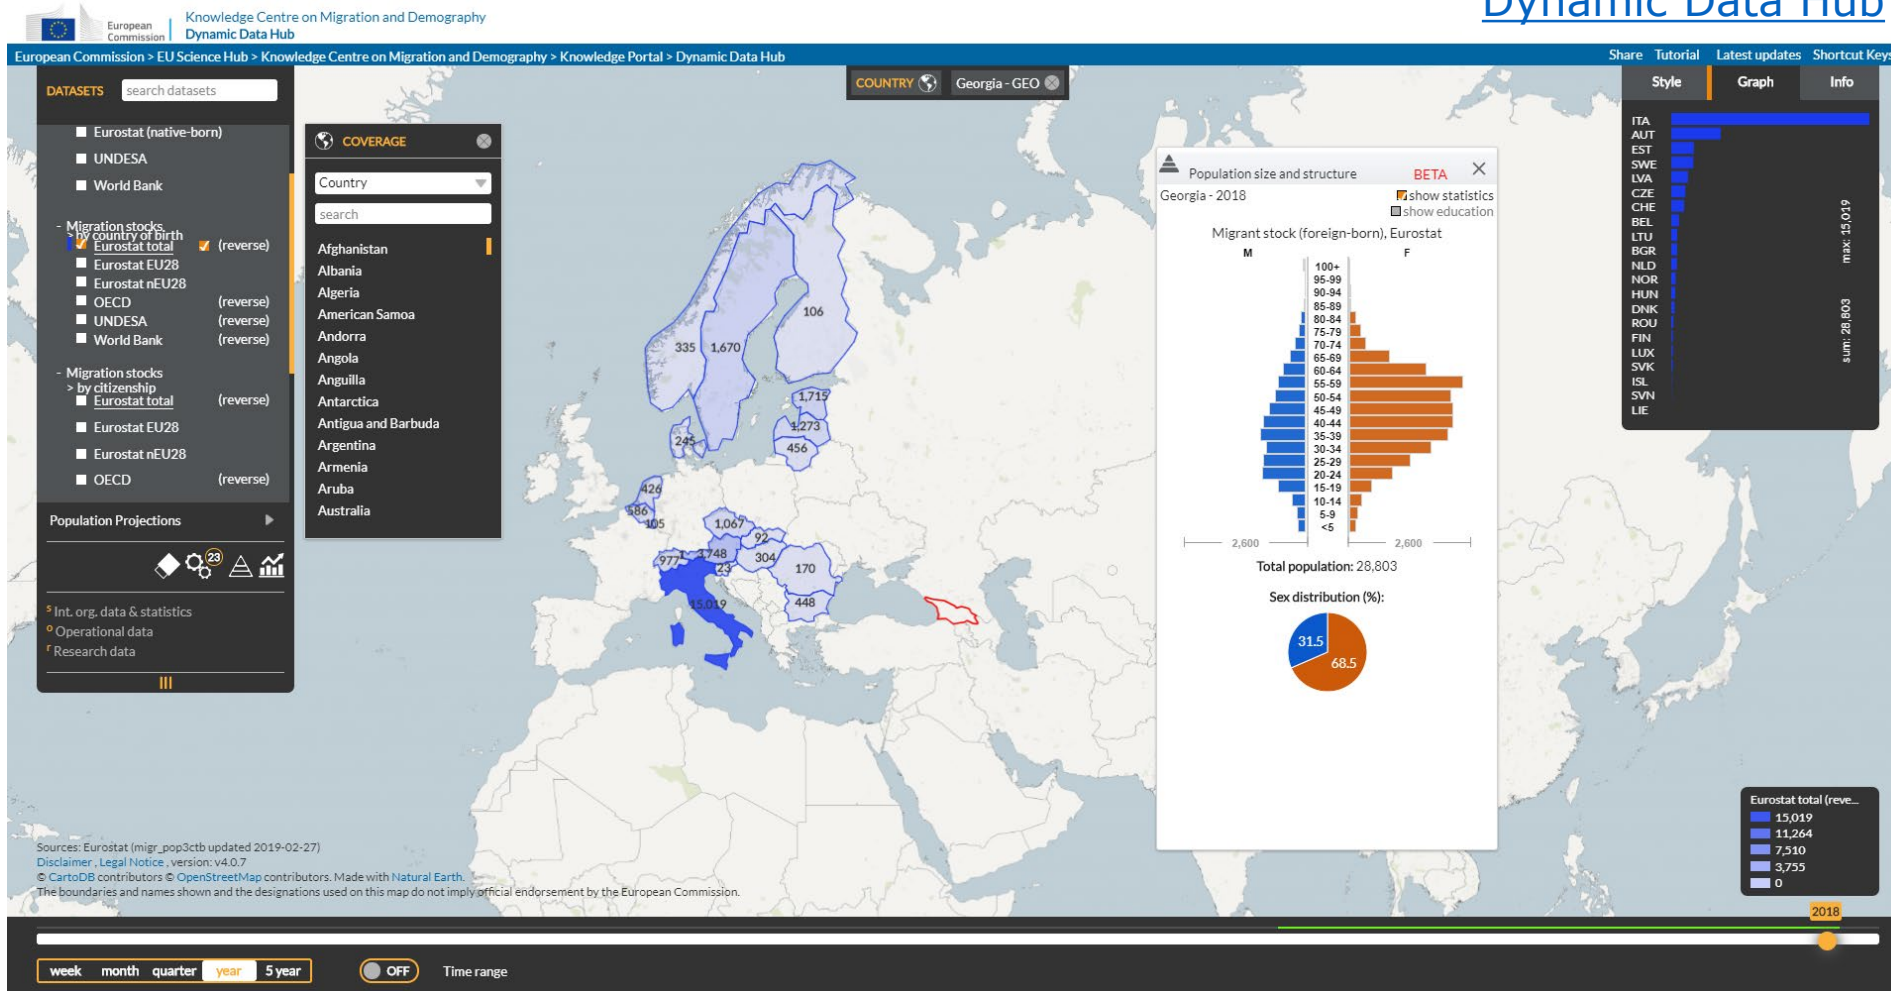 Dynamic Data Hub
European
Commission
Knowledge Centre on Migration and Demography
Dynamic Data Hub
European Commission > EU Science Hub > Knowledge Centre on Migration and Demography > Knowledge Portal > Dynamic Data Hub
Share Tutorial Latest updates Shortcut Keys
DATASETS search datasets
Eurostat (native-born)
UNDESA
World Bank
- Migration stocks
> by country of birth
Eurostat total (reverse)
Eurostat EU28
Eurostat nEU28
OECD (reverse)
UNDESA (reverse)
World Bank (reverse)
- Migration stocks
> by citizenship
Eurostat total (reverse)
Eurostat EU28
Eurostat nEU28
OECD (reverse)
Population Projections
23
s Int. org. data & statistics
o Operational data
r Research data
COVERAGE
Country
search
Afghanistan
Albania
Algeria
American Samoa
Andorra
Angola
Anguilla
Antarctica
Antigua and Barbuda
Argentina
Armenia
Aruba
Australia
COUNTRY Georgia - GEO
106
335 1,670
1,715
1,273
245
456
426
586
105
1,067
92
977 3,748 304
23
170
448
15,019
Population size and structure BETA
Georgia - 2018 show statistics
show education
Migrant stock (foreign-born), Eurostat
M F
100+
95-99
90-94
85-89
80-84
75-79
70-74
65-69
60-64
55-59
50-54
45-49
40-44
35-39
30-34
25-29
20-24
15-19
10-14
5-9
<5
2,600 2,600
Total population: 28,803
Sex distribution (%):
31.5
68.5
Style Graph Info
ITA
AUT
EST
SWE
LVA
CZE
CHE
BEL
LTU
BGR
NLD
NOR
HUN
DNK
ROU
FIN
LUX
SVK
ISL
SVN
LIE
max: 15,019
sum: 28,803
Eurostat total (reve...
15,019
11,264
7,510
3,755
0
Sources: Eurostat (migr_pop3ctb updated 2019-02-27)
Disclaimer , Legal Notice , version: v4.0.7
© CartoDB contributors © OpenStreetMap contributors. Made with Natural Earth.
The boundaries and names shown and the designations used on this map do not imply official endorsement by the European Commission.
2018
week month quarter year 5 year OFF Time range